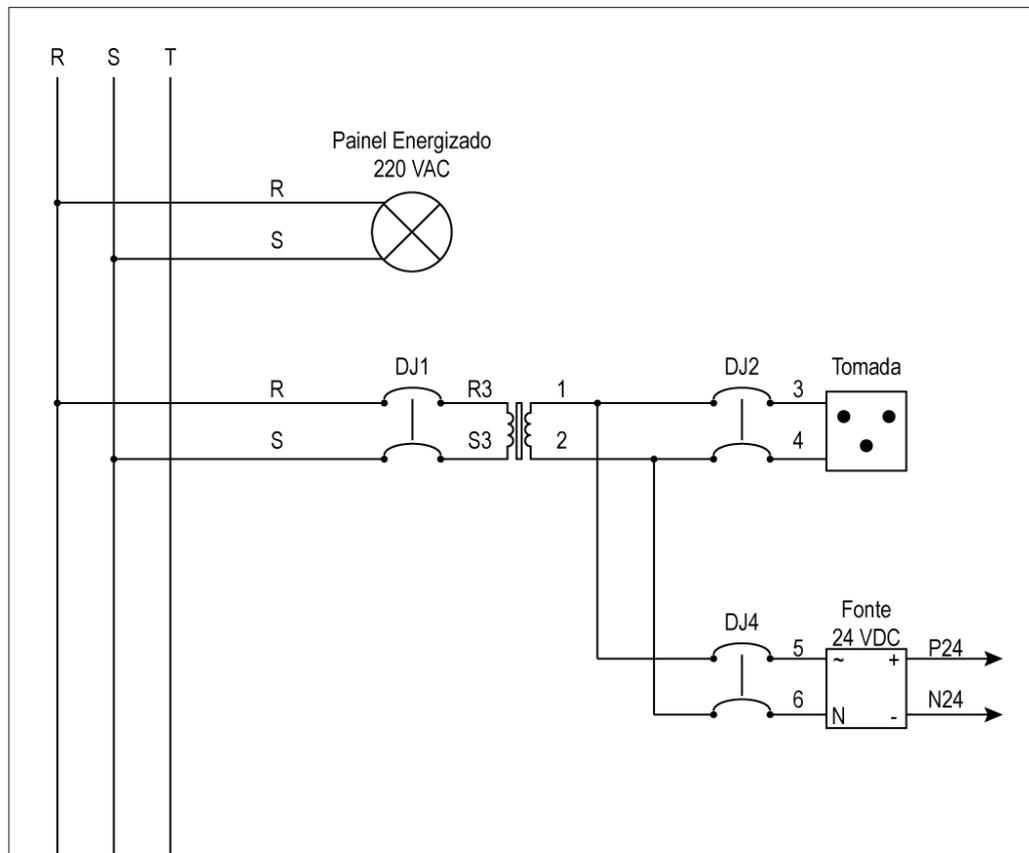 R S T
Painel Energizado
220 VAC
R
S
DJ1 DJ2 Tomada
R R3 1 3
S S3 2 4
Fonte
DJ4 24 VDC
5 ~ + P24
6 N - N24